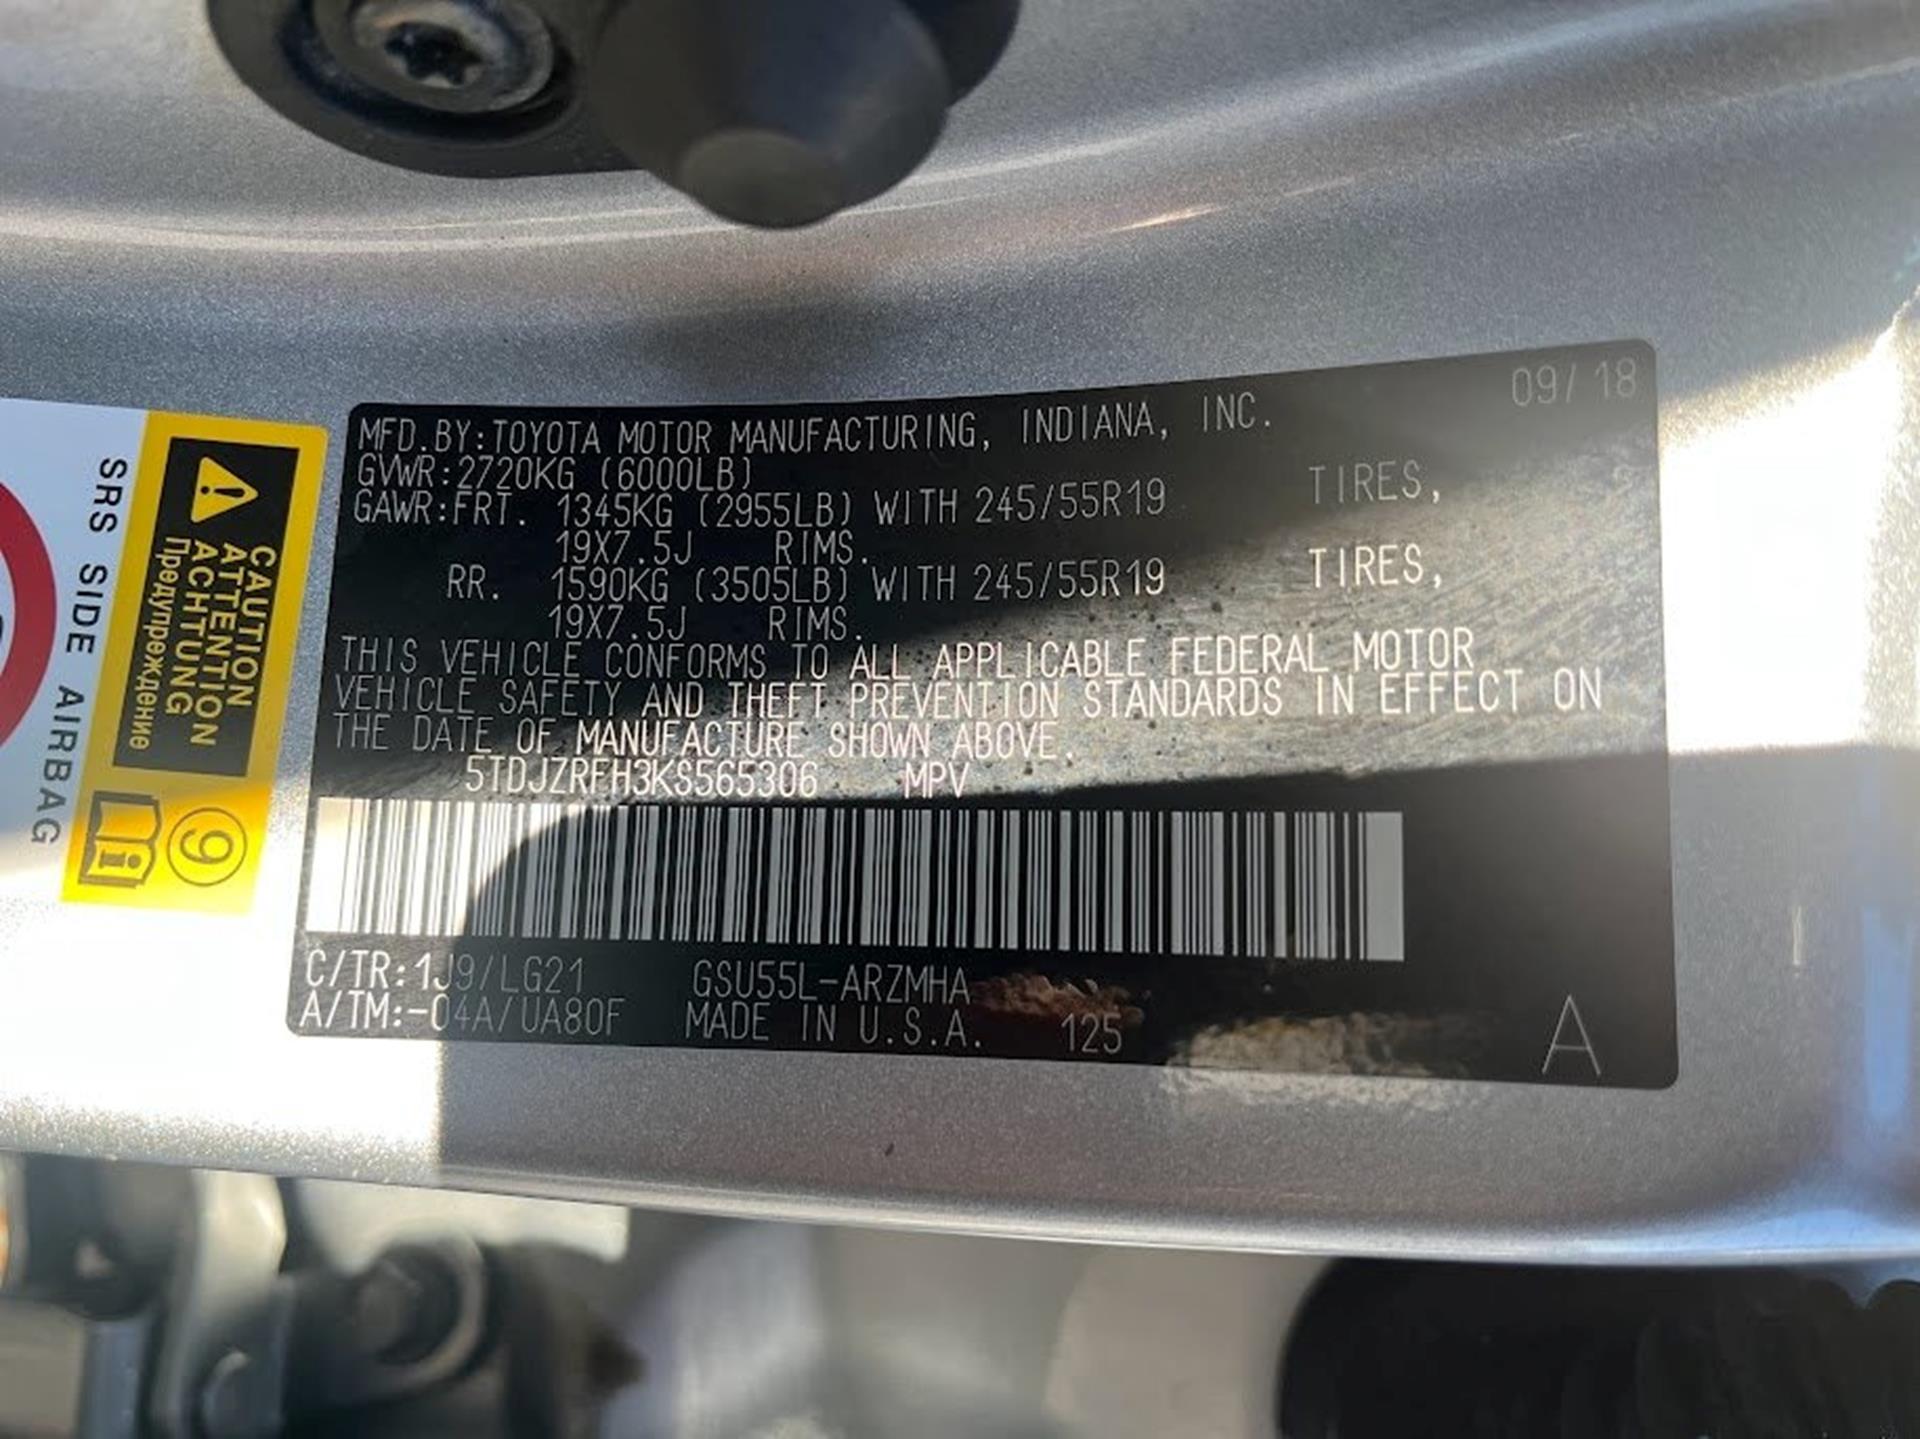 MFD.BY:TOYOTA MOTOR MANUFACTURING, INDIANA, INC. 09/18
GVWR:2720KG (6000LB)
GAWR:FRT. 1345KG (2955LB) WITH 245/55R19 TIRES,
19X7.5J RIMS.
RR. 1590KG (3505LB) WITH 245/55R19 TIRES,
19X7.5J RIMS.
THIS VEHICLE CONFORMS TO ALL APPLICABLE FEDERAL MOTOR
VEHICLE SAFETY AND THEFT PREVENTION STANDARDS IN EFFECT ON
THE DATE OF MANUFACTURE SHOWN ABOVE.
5TDJZRFH3KS565306 MPV
C/TR:1J9/LG21 GSU55L-ARZMHA
A/TM:-04A/UA80F MADE IN U.S.A. 125 A
CAUTION
ATTENTION
ACHTUNG
Предупреждение
9
SRS SIDE AIRBAG